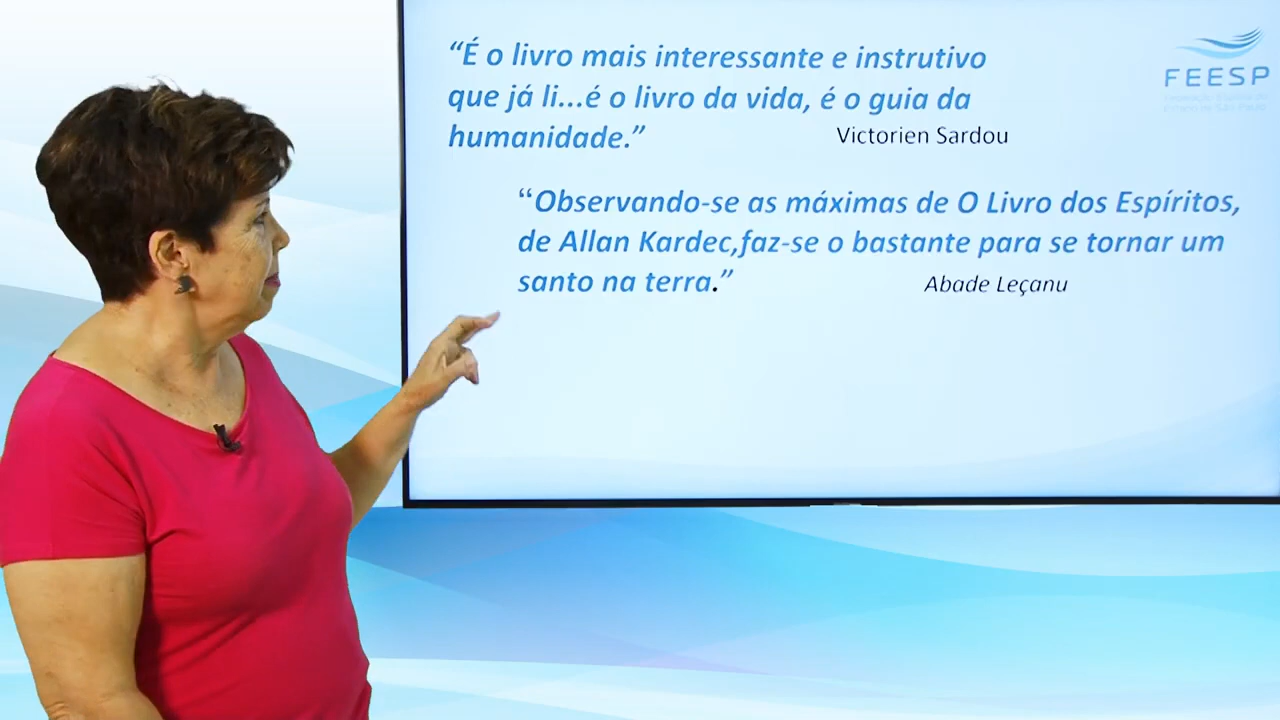 “É o livro mais interessante e instrutivo
que já li...é o livro da vida, é o guia da
humanidade.”
Victorien Sardou
“Observando-se as máximas de O Livro dos Espíritos,
de Allan Kardec,faz-se o bastante para se tornar um
santo na terra.”
Abade Leçanu
FEESP